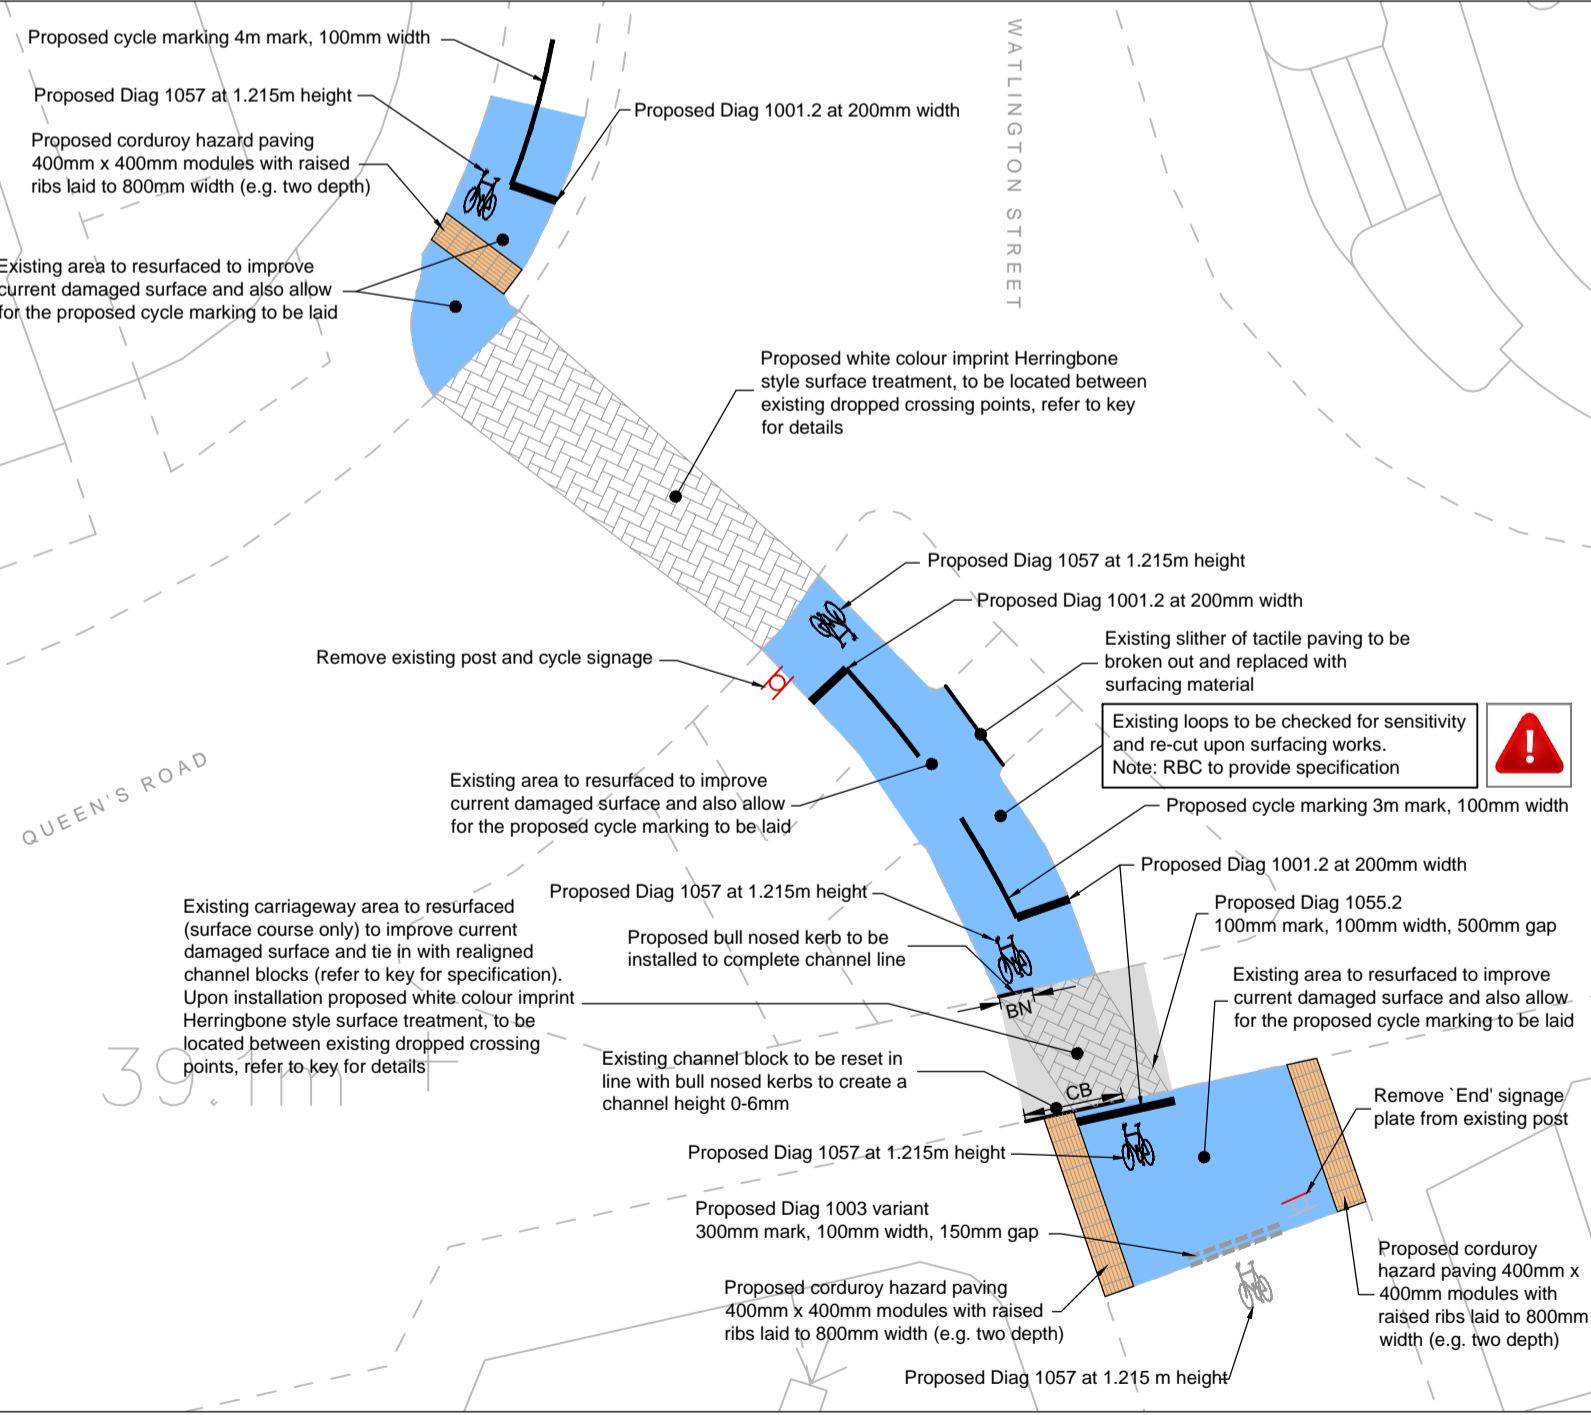 Proposed cycle marking 4m mark, 100mm width
Proposed Diag 1057 at 1.215m height
Proposed Diag 1001.2 at 200mm width
Proposed corduroy hazard paving
400mm x 400mm modules with raised
ribs laid to 800mm width (e.g. two depth)
Existing area to resurfaced to improve
current damaged surface and also allow
for the proposed cycle marking to be laid
WATLINGTON STREET
Proposed white colour imprint Herringbone
style surface treatment, to be located between
existing dropped crossing points, refer to key
for details
Proposed Diag 1057 at 1.215m height
Proposed Diag 1001.2 at 200mm width
Remove existing post and cycle signage
Existing slither of tactile paving to be
broken out and replaced with
surfacing material
Existing loops to be checked for sensitivity
and re-cut upon surfacing works.
Note: RBC to provide specification
!
QUEEN'S ROAD
Existing area to resurfaced to improve
current damaged surface and also allow
for the proposed cycle marking to be laid
Proposed cycle marking 3m mark, 100mm width
Proposed Diag 1001.2 at 200mm width
Proposed Diag 1057 at 1.215m height
Proposed Diag 1055.2
100mm mark, 100mm width, 500mm gap
Existing carriageway area to resurfaced
(surface course only) to improve current
damaged surface and tie in with realigned
channel blocks (refer to key for specification).
Upon installation proposed white colour imprint
Herringbone style surface treatment, to be
located between existing dropped crossing
points, refer to key for details
Proposed bull nosed kerb to be
installed to complete channel line
Existing area to resurfaced to improve
current damaged surface and also allow
for the proposed cycle marking to be laid
BN
39.1m +
Existing channel block to be reset in
line with bull nosed kerbs to create a
channel height 0-6mm
CB
Remove `End' signage
plate from existing post
Proposed Diag 1057 at 1.215m height
Proposed Diag 1003 variant
300mm mark, 100mm width, 150mm gap
Proposed corduroy hazard paving
400mm x 400mm modules with raised
ribs laid to 800mm width (e.g. two depth)
Proposed corduroy
hazard paving 400mm x
400mm modules with
raised ribs laid to 800mm
width (e.g. two depth)
Proposed Diag 1057 at 1.215 m height